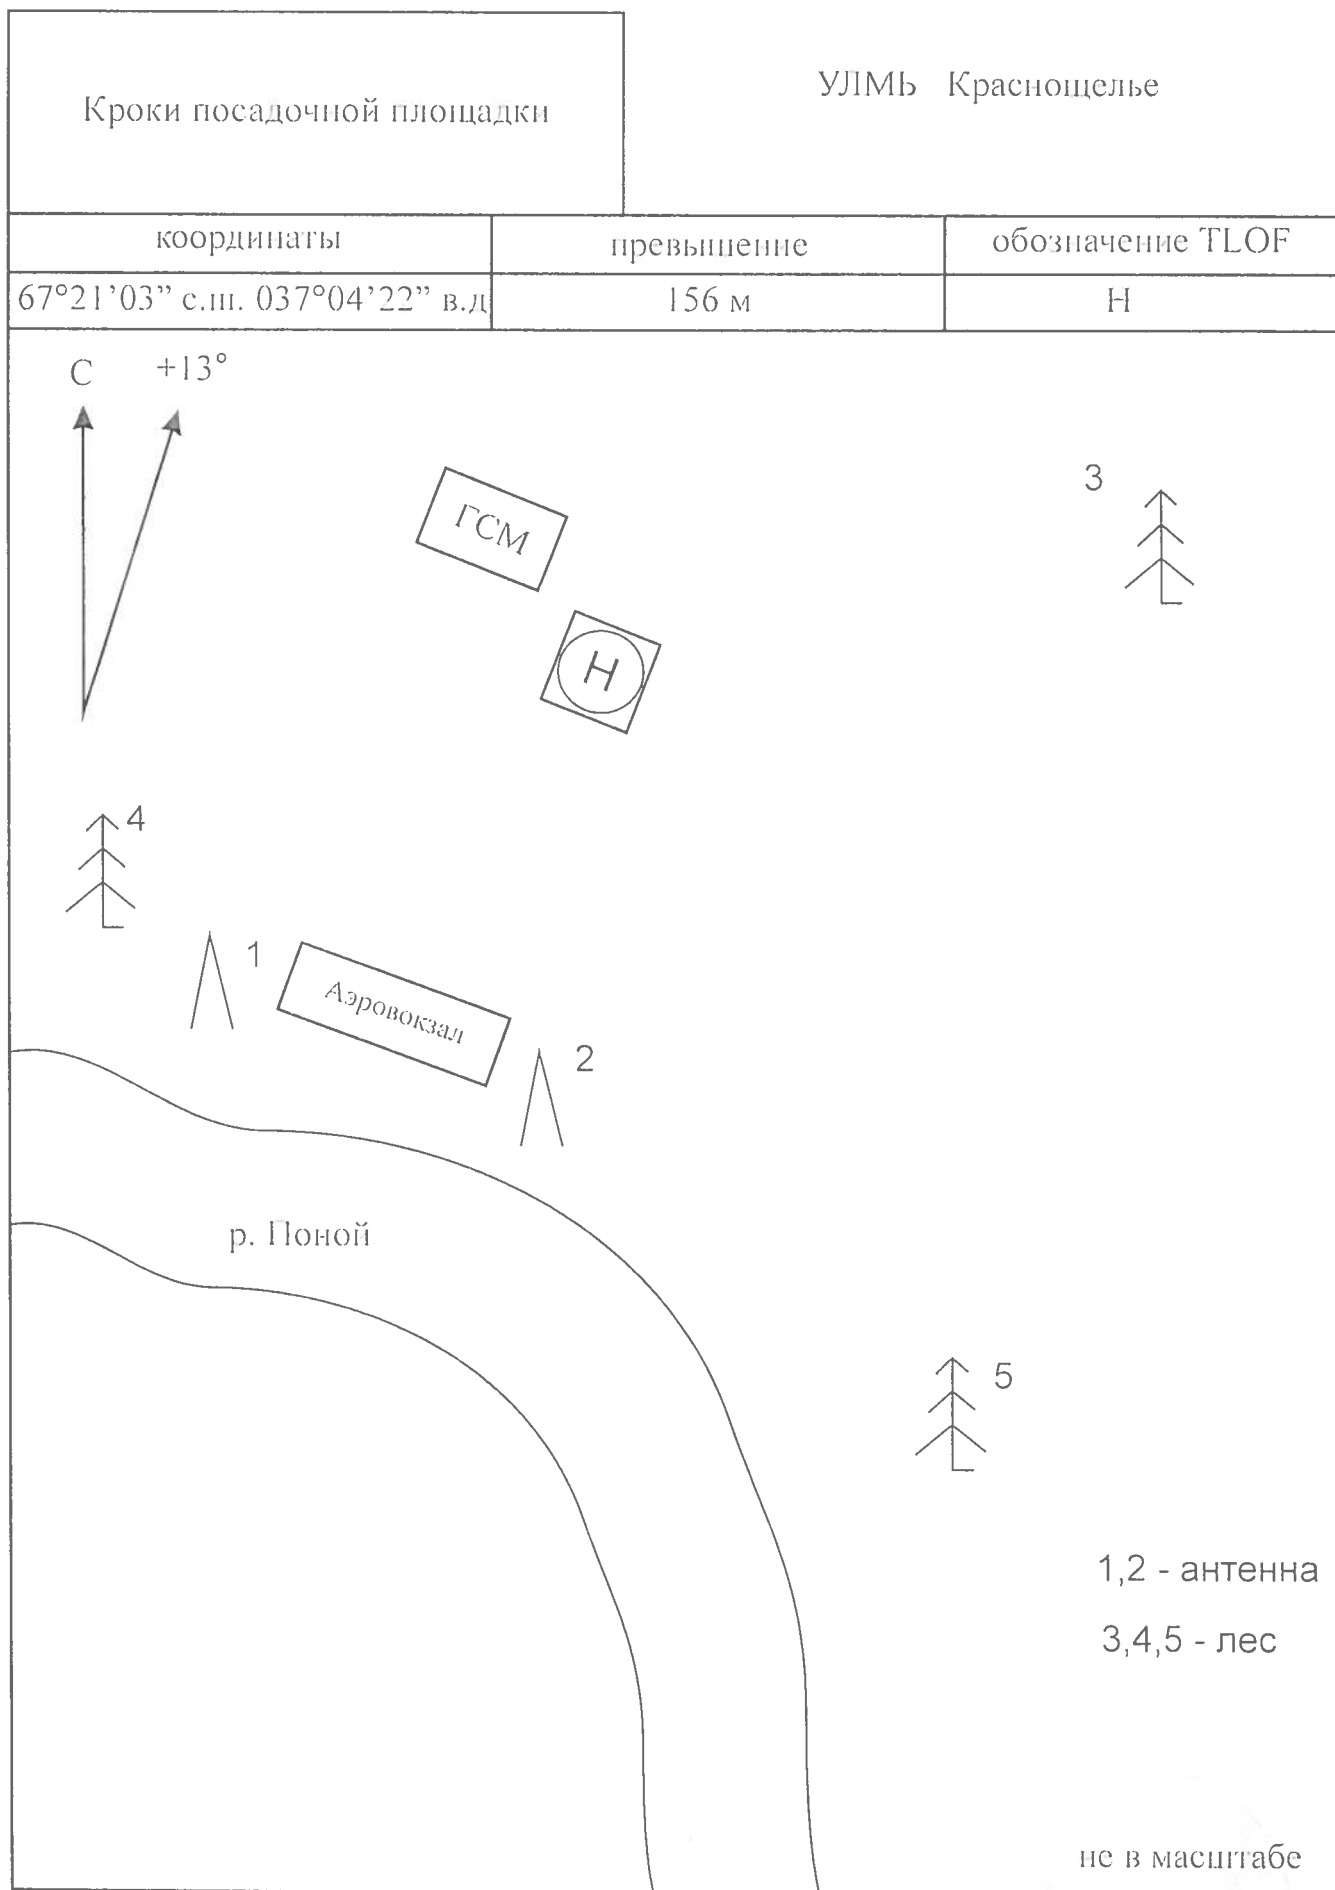 Кроки посадочной площадки
УЛМЬ Краснощелье
координаты превышение обозначение TLOF
67°21’03” с.ш. 037°04’22” в.д 156 м Н
С +13°
3
ГСМ
Н
4
1
Аэровокзал
2
р. Поной
5
1,2 - антенна
3,4,5 - лес
не в масштабе